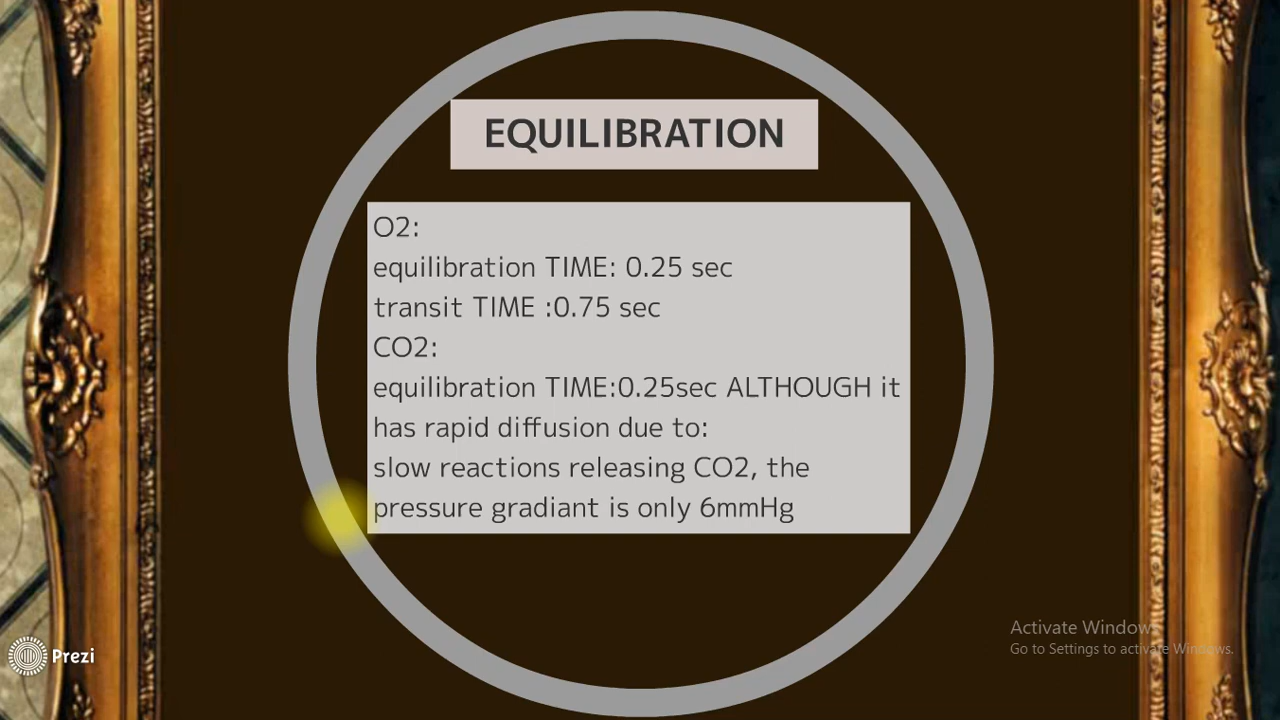 EQUILIBRATION
O2:
equilibration TIME: 0.25 sec
transit TIME :0.75 sec
CO2:
equilibration TIME:0.25sec ALTHOUGH it
has rapid diffusion due to:
slow reactions releasing CO2, the
pressure gradiant is only 6mmHg
Activate Windows
Go to Settings to activate Windows.
Prezi